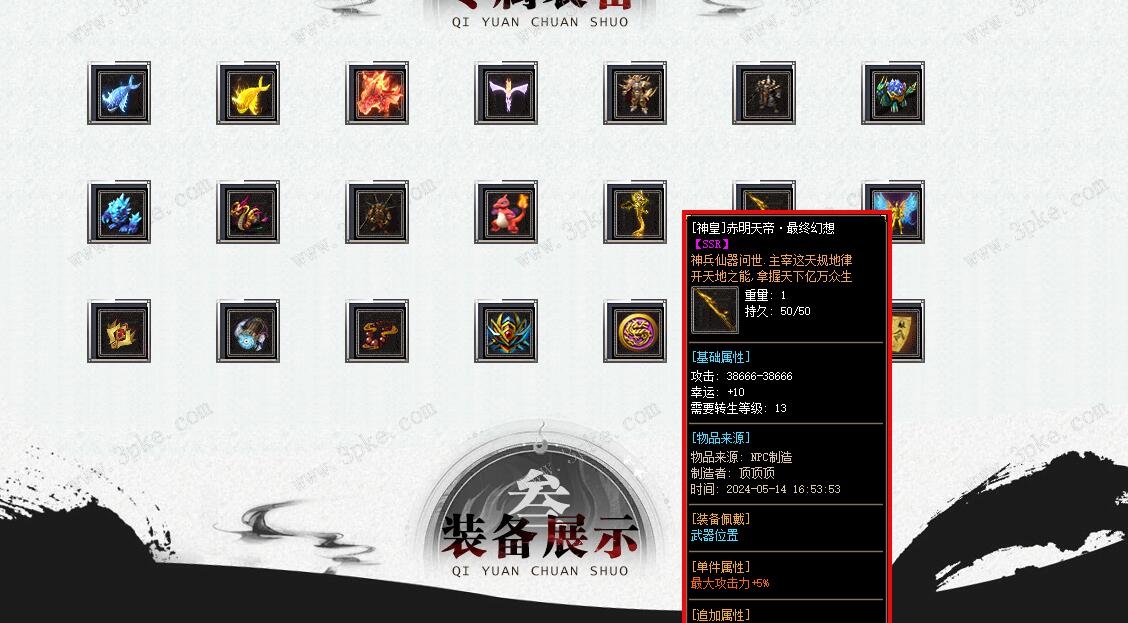 QI YUAN CHUAN SHUO
www.3pke.com
[神皇]赤明天帝·最终幻想
【SSR】
神兵仙器问世.主宰这天规地律
开天地之能,掌握天下亿万众生
重量: 1
持久: 50/50
[基础属性]
攻击: 38666-38666
幸运: +10
需要转生等级: 13
[物品来源]
物品来源: NPC制造
制造者: 顶顶顶
时间: 2024-05-14 16:53:53
[装备佩戴]
武器位置
[单件属性]
最大攻击力+5%
[追加属性]
叁
装备展示
QI YUAN CHUAN SHUO